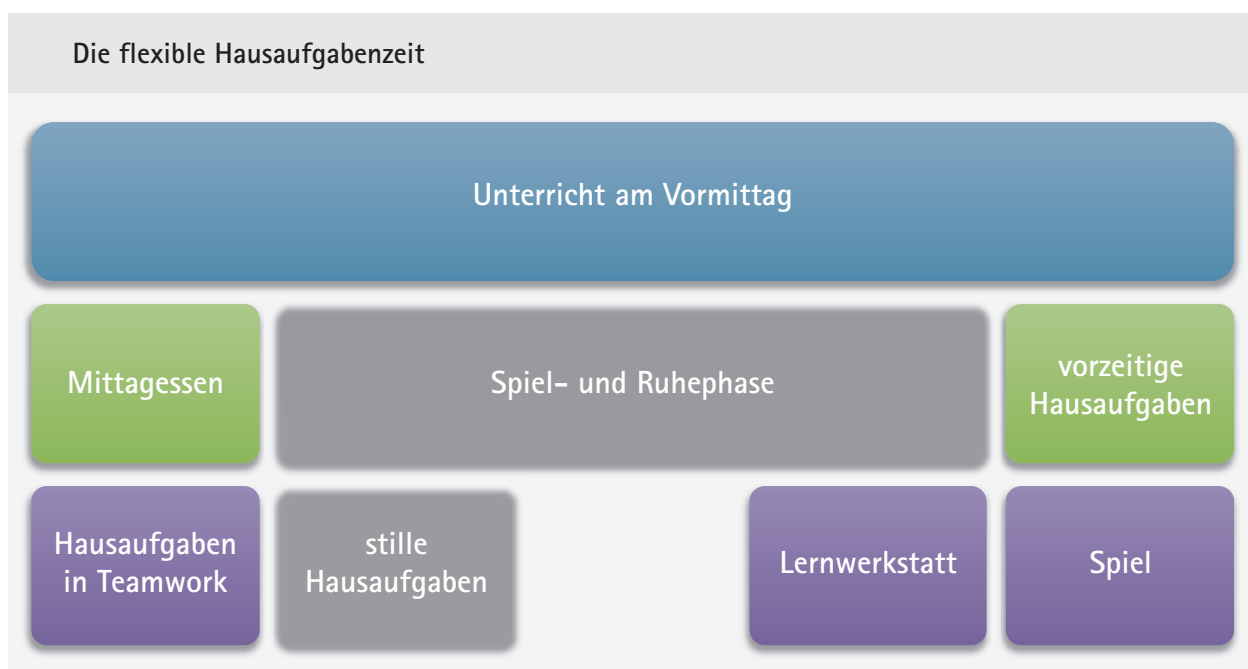 Die flexible Hausaufgabenzeit
Unterricht am Vormittag
Mittagessen
Spiel- und Ruhephase
vorzeitige
Hausaufgaben
Hausaufgaben
in Teamwork
stille
Hausaufgaben
Lernwerkstatt
Spiel